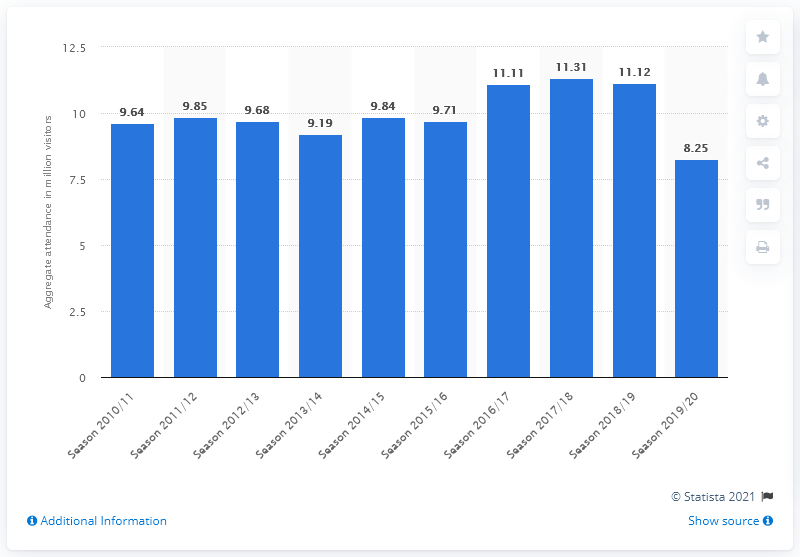 Aggregate attendance in million visitors
12.5
10
7.5
5
2.5
0
9.64
9.85
9.68
9.19
9.84
9.71
11.11
11.31
11.12
8.25
Season 2010/11
Season 2011/12
Season 2012/13
Season 2013/14
Season 2014/15
Season 2015/16
Season 2016/17
Season 2017/18
Season 2018/19
Season 2019/20
© Statista 2021
Additional Information
Show source